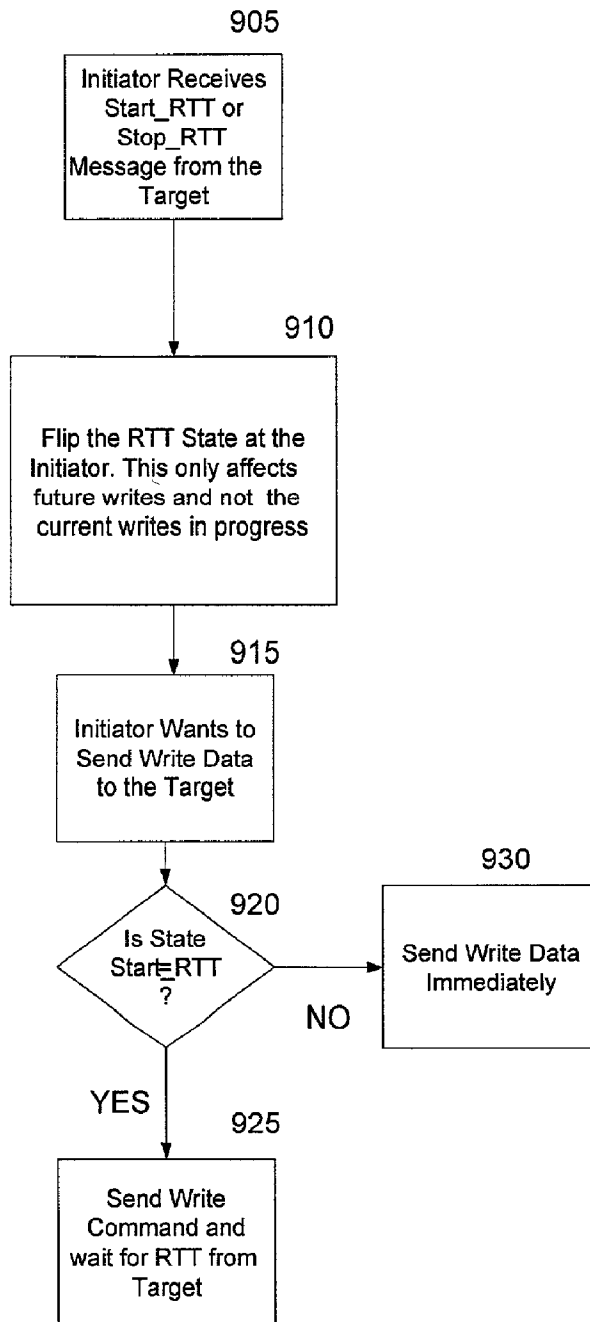 905
Initiator Receives
Start_RTT or
Stop_RTT
Message from the
Target
910
Flip the RTT State at the
Initiator. This only affects
future writes and not the
current writes in progress
915
Initiator Wants to
Send Write Data
to the Target
920
Is State
Start_RTT
?
930
Send Write Data
Immediately
NO
YES
925
Send Write
Command and
wait for RTT from
Target